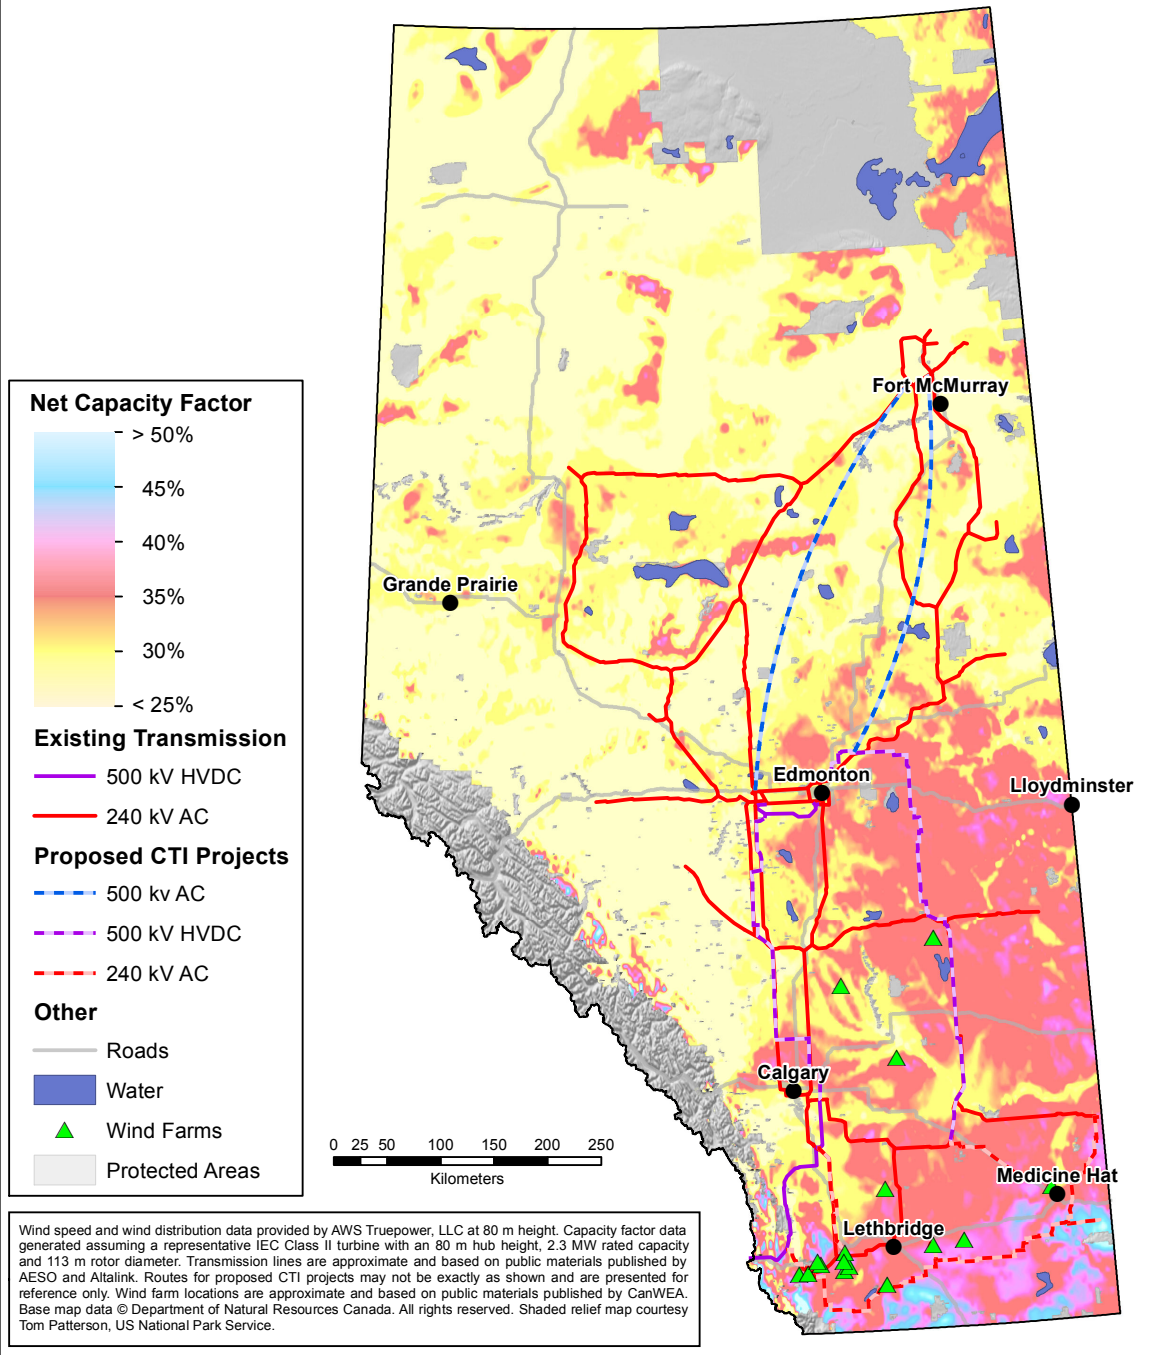 Fort McMurray
Net Capacity Factor
> 50%
45%
40%
35%
30%
< 25%
Grande Prairie
Existing Transmission
500 kV HVDC
240 kV AC
Edmonton
Lloydminster
Proposed CTI Projects
500 kv AC
500 kV HVDC
240 kV AC
Other
Roads
Water
Wind Farms
Protected Areas
Calgary
0 25 50 100 150 200 250
Kilometers
Medicine Hat
Lethbridge
Wind speed and wind distribution data provided by AWS Truepower, LLC at 80 m height. Capacity factor data
generated assuming a representative IEC Class II turbine with an 80 m hub height, 2.3 MW rated capacity
and 113 m rotor diameter. Transmission lines are approximate and based on public materials published by
AESO and Altalink. Routes for proposed CTI projects may not be exactly as shown and are presented for
reference only. Wind farm locations are approximate and based on public materials published by CanWEA.
Base map data © Department of Natural Resources Canada. All rights reserved. Shaded relief map courtesy
Tom Patterson, US National Park Service.